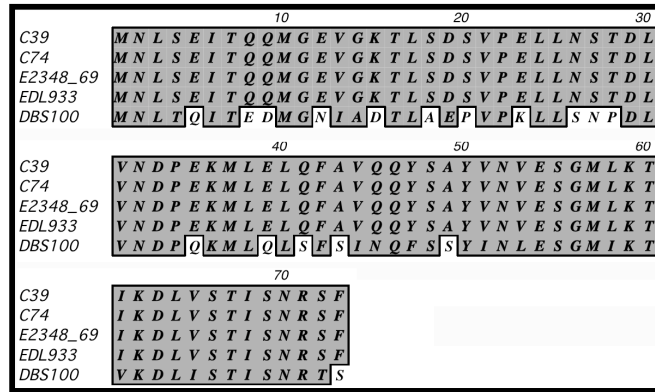 10 20 30
C39 M N L S E I T Q Q M G E V G K T L S D S V P E L L N S T D L
C74 M N L S E I T Q Q M G E V G K T L S D S V P E L L N S T D L
E2348_69 M N L S E I T Q Q M G E V G K T L S D S V P E L L N S T D L
EDL933 M N L S E I T Q Q M G E V G K T L S D S V P E L L N S T D L
DBS100 M N L T Q I T E D M G N I A D T L A E P V P K L L S N P D L
40 50 60
C39 V N D P E K M L E L Q F A V Q Q Y S A Y V N V E S G M L K T
C74 V N D P E K M L E L Q F A V Q Q Y S A Y V N V E S G M L K T
E2348_69 V N D P E K M L E L Q F A V Q Q Y S A Y V N V E S G M L K T
EDL933 V N D P E K M L E L Q F A V Q Q Y S A Y V N V E S G M L K T
DBS100 V N D P Q K M L Q L S F S I N Q F S S Y I N L E S G M I K T
70
C39 I K D L V S T I S N R S F
C74 I K D L V S T I S N R S F
E2348_69 I K D L V S T I S N R S F
EDL933 I K D L V S T I S N R S F
DBS100 V K D L I S T I S N R T S